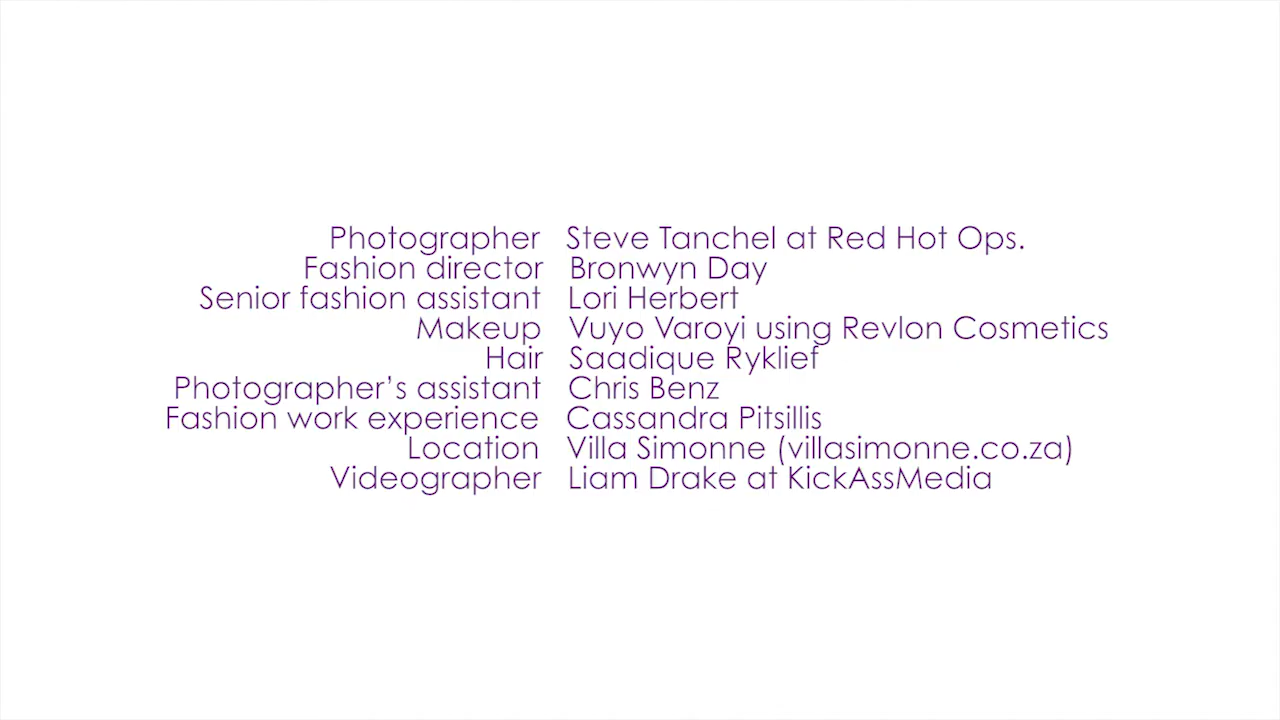 Photographer Steve Tanchel at Red Hot Ops.
Fashion director Bronwyn Day
Senior fashion assistant Lori Herbert
Makeup Vuyo Varoyi using Revlon Cosmetics
Hair Saadique Ryklief
Photographer's assistant Chris Benz
Fashion work experience Cassandra Pitsillis
Location Villa Simonne (villasimonne.co.za)
Videographer Liam Drake at KickAssMedia